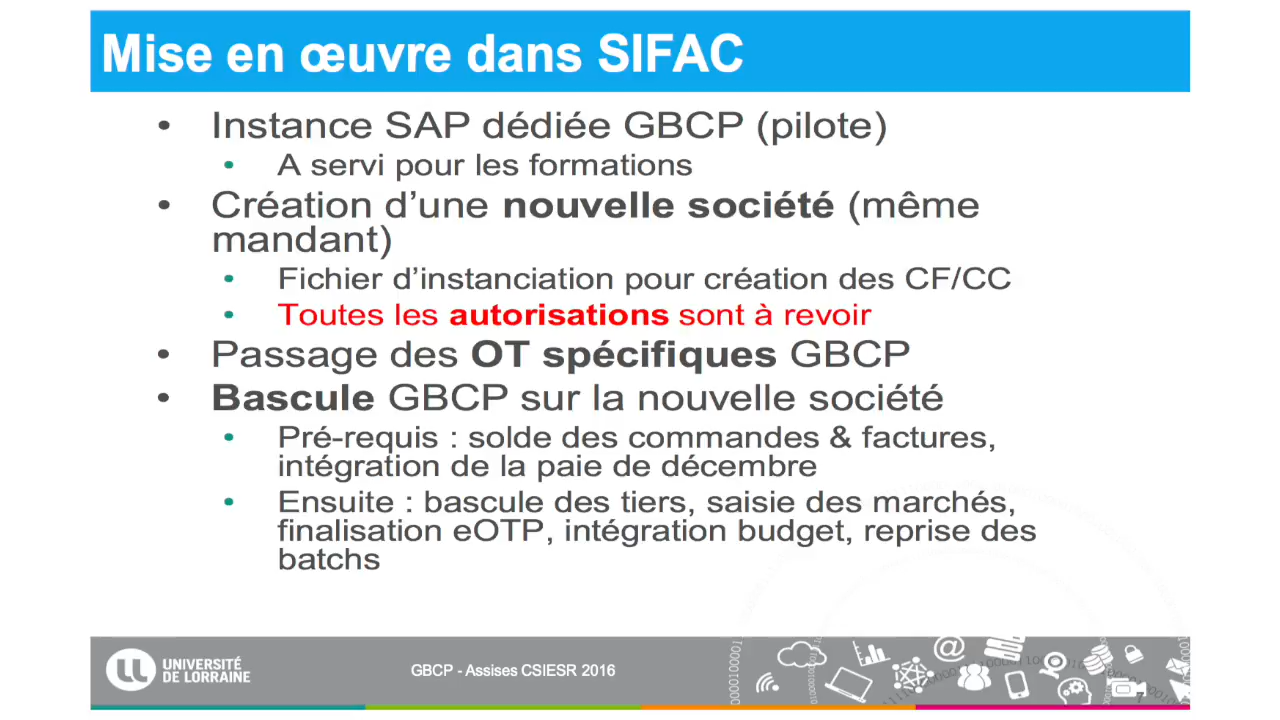 Mise en œuvre dans SIFAC
• Instance SAP dédiée GBCP (pilote)
• A servi pour les formations
• Création d’une nouvelle société (même
mandant)
• Fichier d’instanciation pour création des CF/CC
• Toutes les autorisations sont à revoir
• Passage des OT spécifiques GBCP
• Bascule GBCP sur la nouvelle société
• Pré-requis : solde des commandes & factures,
intégration de la paie de décembre
• Ensuite : bascule des tiers, saisie des marchés,
finalisation eOTP, intégration budget, reprise des
batchs
UNIVERSITÉ
DE LORRAINE
GBCP - Assises CSIESR 2016
7